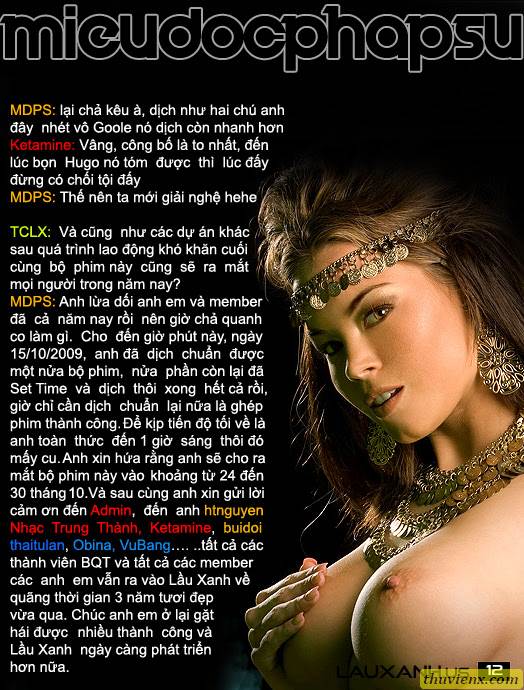 mieudocphapsu
MDPS: lại chả kêu à, dịch như hai chú anh
đây nhét vô Goole nó dịch còn nhanh hơn
Ketamine: Vâng, công bố là to nhất, đến
lúc bọn Hugo nó tóm được thì lúc đấy
đừng có chối tội đấy
MDPS: Thế nên ta mới giải nghệ hehe
TCLX: Và cũng như các dự án khác
sau quá trình lao động khó khăn cuối
cùng bộ phim này cũng sẽ ra mắt
mọi người trong năm nay?
MDPS: Anh lừa dối anh em và member
đã cả năm nay rồi nên giờ chả quanh
co làm gì. Cho đến giờ phút này, ngày
15/10/2009, anh đã dịch chuẩn được
một nửa bộ phim, nửa phần còn lại đã
Set Time và dịch thôi xong hết cả rồi,
giờ chỉ cần dịch chuẩn lại nữa là ghép
phim thành công. Để kịp tiến độ tối về là
anh toàn thức đến 1 giờ sáng thôi đó
mấy cu. Anh xin hứa rằng anh sẽ cho ra
mắt bộ phim này vào khoảng từ 24 đến
30 tháng 10.Và sau cùng anh xin gửi lời
cảm ơn đến Admin, đến anh htnguyen
Nhạc Trung Thành, Ketamine, buidoi
thaitulan, Obina, VuBang…. ..tất cả các
thành viên BQT và tất cả các member
các anh em vẫn ra vào Lầu Xanh về
quãng thời gian 3 năm tươi đẹp
vừa qua. Chúc anh em ở lại gặt
hái được nhiều thành công và
Lầu Xanh ngày càng phát triển
hơn nữa.
LAUXANH.US 12
thuvienx.com